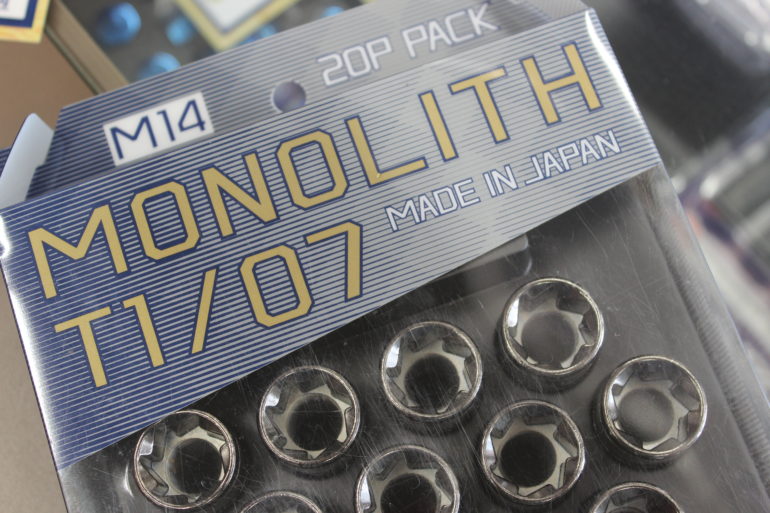 20P PACK
M14
MONOLITH
T1/07
MADE IN JAPAN